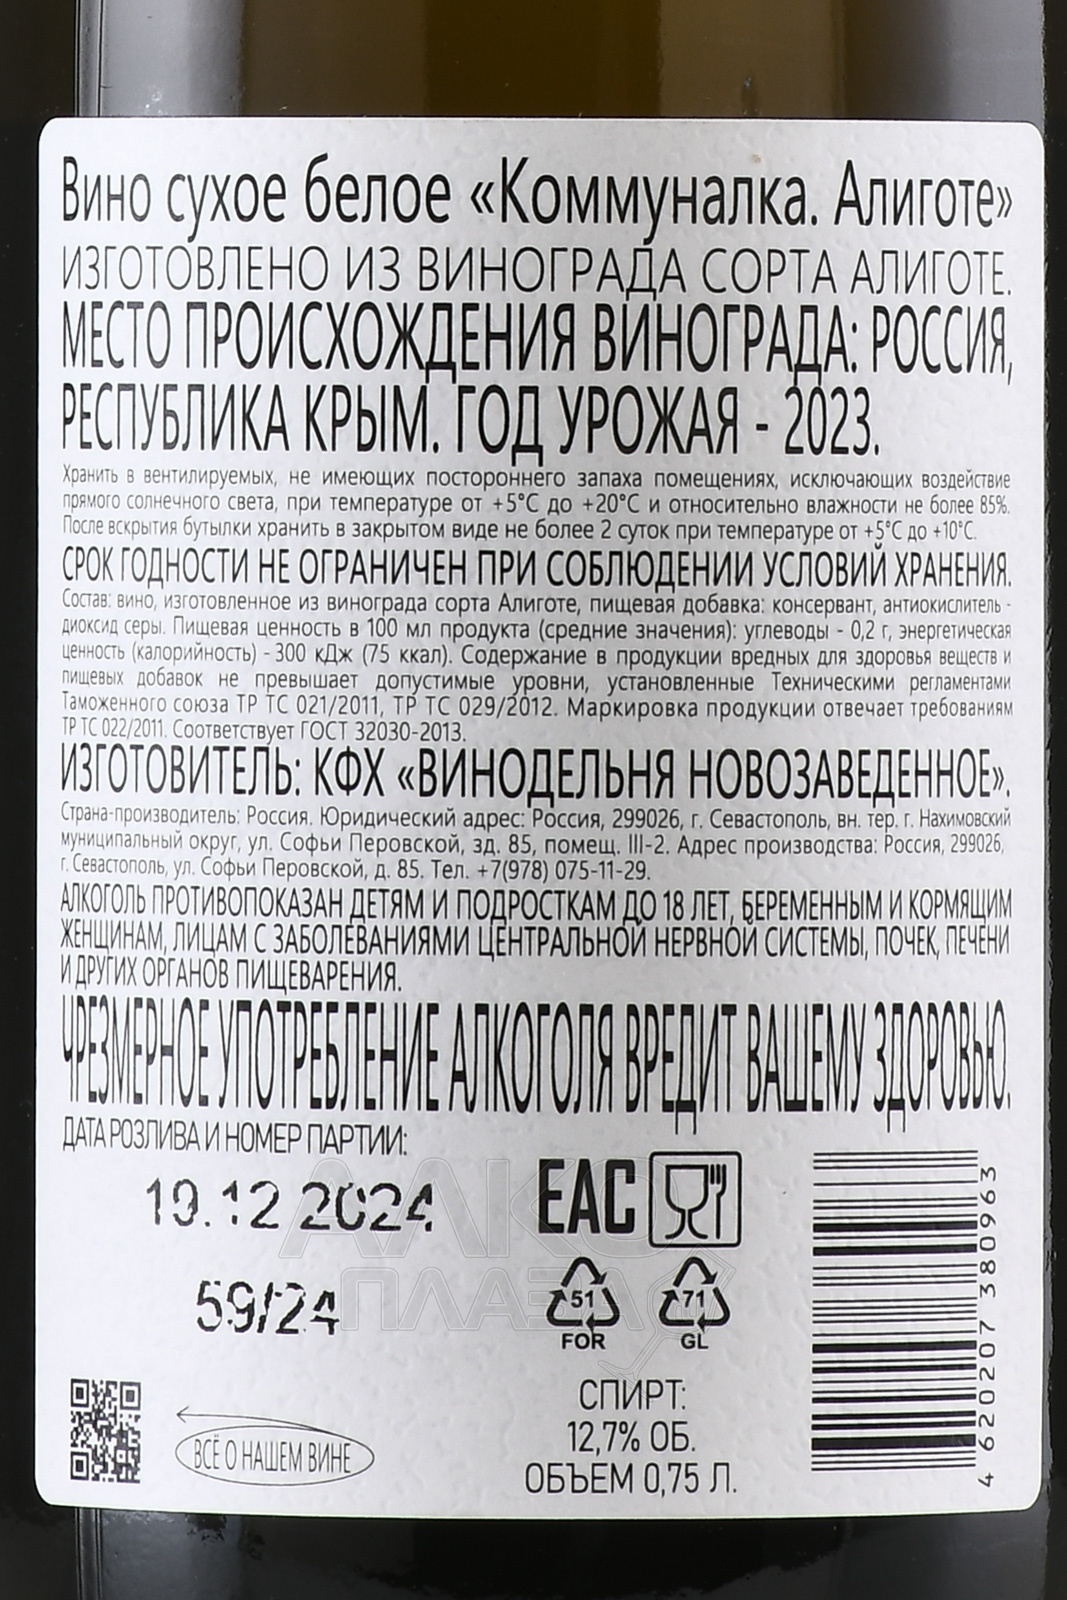 Вино сухое белое «Коммуналка. Алиготе»
ИЗГОТОВЛЕНО ИЗ ВИНОГРАДА СОРТА АЛИГОТЕ.
МЕСТО ПРОИСХОЖДЕНИЯ ВИНОГРАДА: РОССИЯ,
РЕСПУБЛИКА КРЫМ. ГОД УРОЖАЯ - 2023.
Хранить в вентилируемых, не имеющих постороннего запаха помещениях, исключающих воздействие
прямого солнечного света, при температуре от +5°С до +20°С и относительно влажности не более 85%.
После вскрытия бутылки хранить в закрытом виде не более 2 суток при температуре от +5°С до +10°С.
СРОК ГОДНОСТИ НЕ ОГРАНИЧЕН ПРИ СОБЛЮДЕНИИ УСЛОВИЙ ХРАНЕНИЯ.
Состав: вино, изготовленное из винограда сорта Алиготе, пищевая добавка: консервант, антиокислитель -
диоксид серы. Пищевая ценность в 100 мл продукта (средние значения): углеводы - 0,2 г, энергетическая
ценность (калорийность) - 300 кДж (75 ккал). Содержание в продукции вредных для здоровья веществ и
пищевых добавок не превышает допустимые уровни, установленные Техническими регламентами
Таможенного союза ТР ТС 021/2011, ТР ТС 029/2012. Маркировка продукции отвечает требованиям
ТР ТС 022/2011. Соответствует ГОСТ 32030-2013.
ИЗГОТОВИТЕЛЬ: КФХ «ВИНОДЕЛЬНЯ НОВОЗАВЕДЕННОЕ».
Страна-производитель: Россия. Юридический адрес: Россия, 299026, г. Севастополь, вн. тер. г. Нахимовский
муниципальный округ, ул. Софьи Перовской, зд. 85, помещ. III-2. Адрес производства: Россия, 299026,
г. Севастополь, ул. Софьи Перовской, д. 85. Тел. +7(978) 075-11-29.
АЛКОГОЛЬ ПРОТИВОПОКАЗАН ДЕТЯМ И ПОДРОСТКАМ ДО 18 ЛЕТ, БЕРЕМЕННЫМ И КОРМЯЩИМ
ЖЕНЩИНАМ, ЛИЦАМ С ЗАБОЛЕВАНИЯМИ ЦЕНТРАЛЬНОЙ НЕРВНОЙ СИСТЕМЫ, ПОЧЕК, ПЕЧЕНИ
И ДРУГИХ ОРГАНОВ ПИЩЕВАРЕНИЯ.
ЧРЕЗМЕРНОЕ УПОТРЕБЛЕНИЕ АЛКОГОЛЯ ВРЕДИТ ВАШЕМУ ЗДОРОВЬЮ.
ДАТА РОЗЛИВА И НОМЕР ПАРТИИ:
19.12 2024
59/24
ВСЁ О НАШЕМ ВИНЕ
EAC
51
FOR
71
GL
СПИРТ:
12,7% ОБ.
ОБЪЕМ 0,75 Л.
4 620207 380963
АЛКО
ПЛАЗА